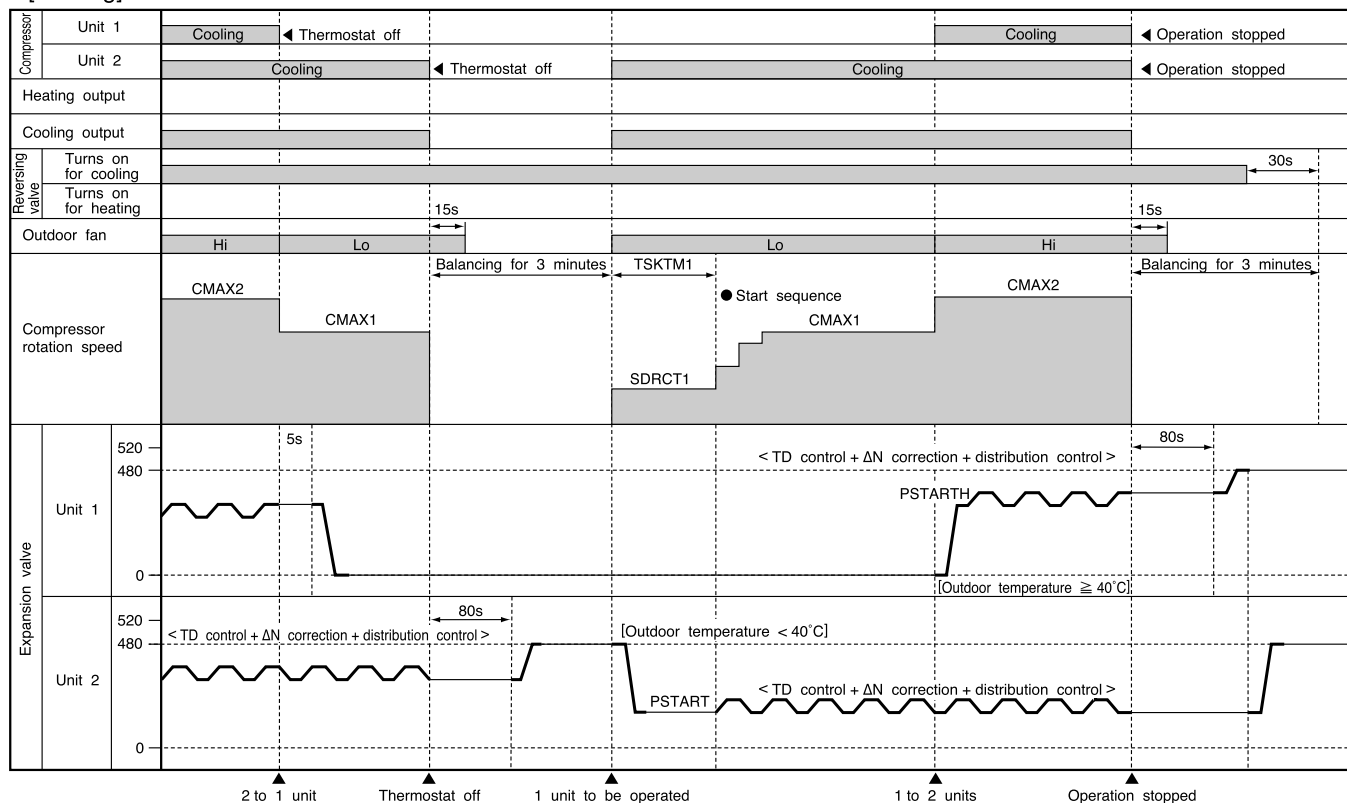 Compressor
Unit 1
Cooling
◀ Thermostat off
Cooling
◀ Operation stopped
Unit 2
Cooling
◀ Thermostat off
Cooling
◀ Operation stopped
Heating output
Cooling output
Reversing valve
Turns on for cooling
30s
Turns on for heating
15s
15s
Outdoor fan
Hi
Lo
Lo
Hi
Balancing for 3 minutes
TSKTM1
Balancing for 3 minutes
Compressor rotation speed
CMAX2
CMAX1
SDRCT1
● Start sequence
CMAX1
CMAX2
Expansion valve
Unit 1
520
480
0
5s
< TD control + ΔN correction + distribution control >
80s
PSTARTH
[Outdoor temperature ≧ 40°C]
Unit 2
520
480
0
< TD control + ΔN correction + distribution control >
80s
[Outdoor temperature < 40°C]
PSTART
< TD control + ΔN correction + distribution control >
2 to 1 unit
Thermostat off
1 unit to be operated
1 to 2 units
Operation stopped